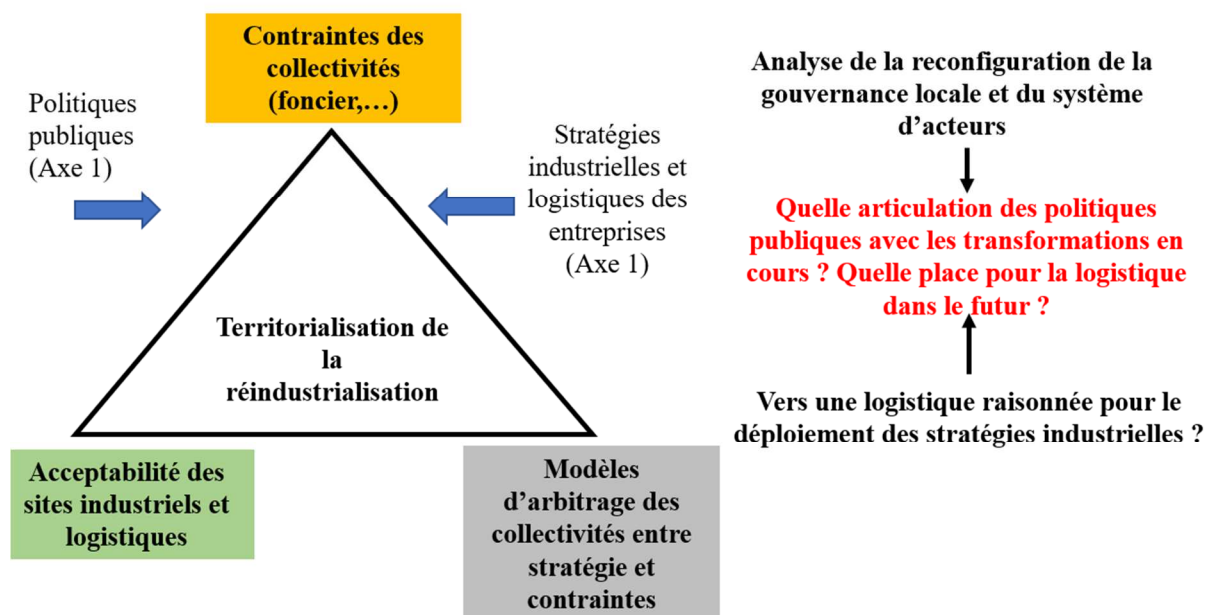 Contraintes des
collectivités
(foncier,…)
Politiques
publiques
(Axe 1)
Stratégies
industrielles et
logistiques des
entreprises
(Axe 1)
Territorialisation de
la
réindustrialisation
Acceptabilité des
sites industriels et
logistiques
Modèles
d’arbitrage des
collectivités entre
stratégie et
contraintes
Analyse de la reconfiguration de la
gouvernance locale et du système
d’acteurs
Quelle articulation des politiques
publiques avec les transformations en
cours ? Quelle place pour la logistique
dans le futur ?
Vers une logistique raisonnée pour le
déploiement des stratégies industrielles ?